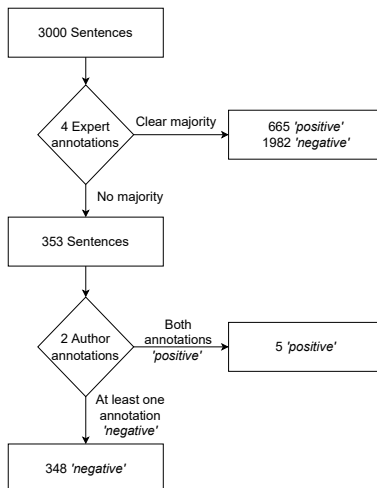 3000 Sentences
4 Expert
annotations
Clear majority
665 'positive'
1982 'negative'
No majority
353 Sentences
2 Author
annotations
Both
annotations
'positive'
5 'positive'
At least one
annotation
'negative'
348 'negative'